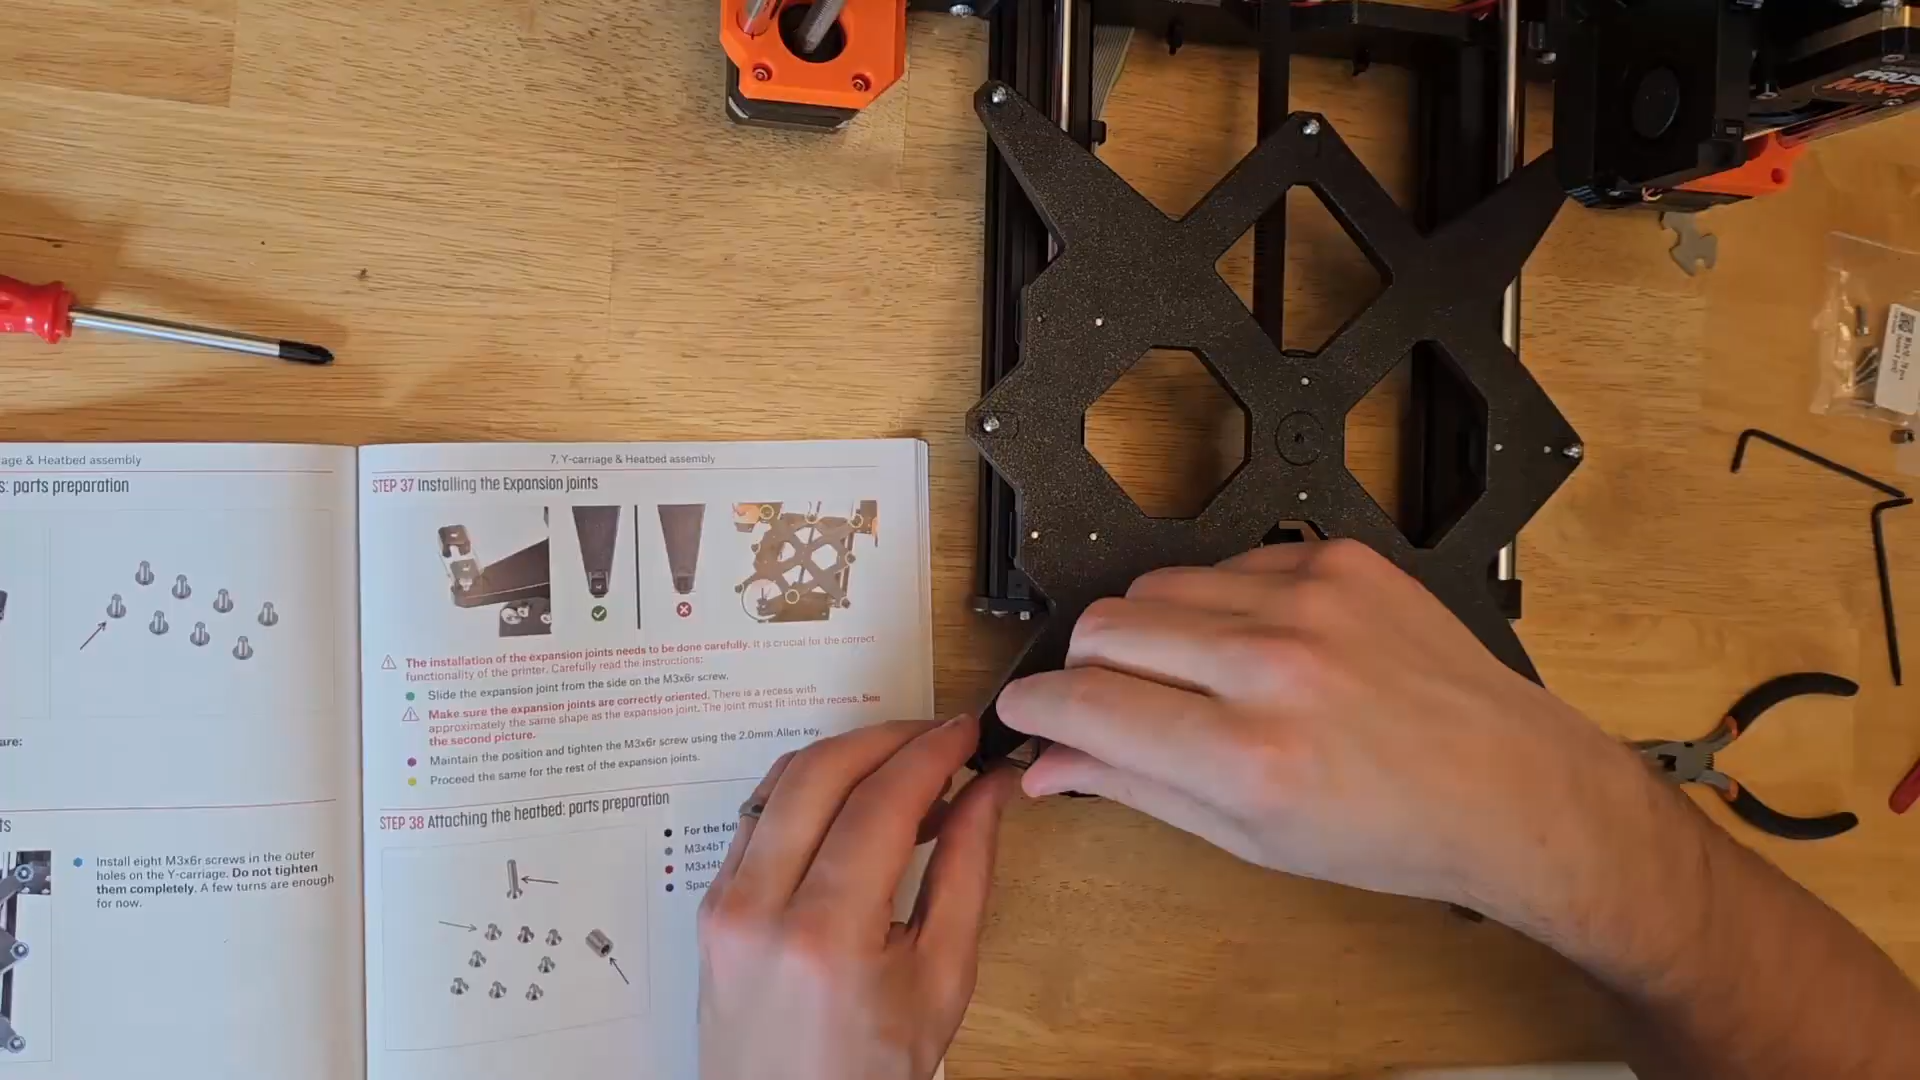 age & Heatbed assembly
s: parts preparation
are:
ts
Install eight M3x6r screws in the outer
holes on the Y-carriage. Do not tighten
them completely. A few turns are enough
for now.
7. Y-carriage & Heatbed assembly
STEP 37 Installing the Expansion joints
The installation of the expansion joints needs to be done carefully. It is crucial for the correct
functionality of the printer. Carefully read the instructions:
Slide the expansion joint from the side on the M3x6r screw.
Make sure the expansion joints are correctly oriented. There is a recess with
approximately the same shape as the expansion joint. The joint must fit into the recess. See
the second picture.
Maintain the position and tighten the M3x6r screw using the 2.0mm Allen key.
Proceed the same for the rest of the expansion joints.
STEP 38 Attaching the heatbed: parts preparation
For the fol
M3x4bT
M3x14b
Spac